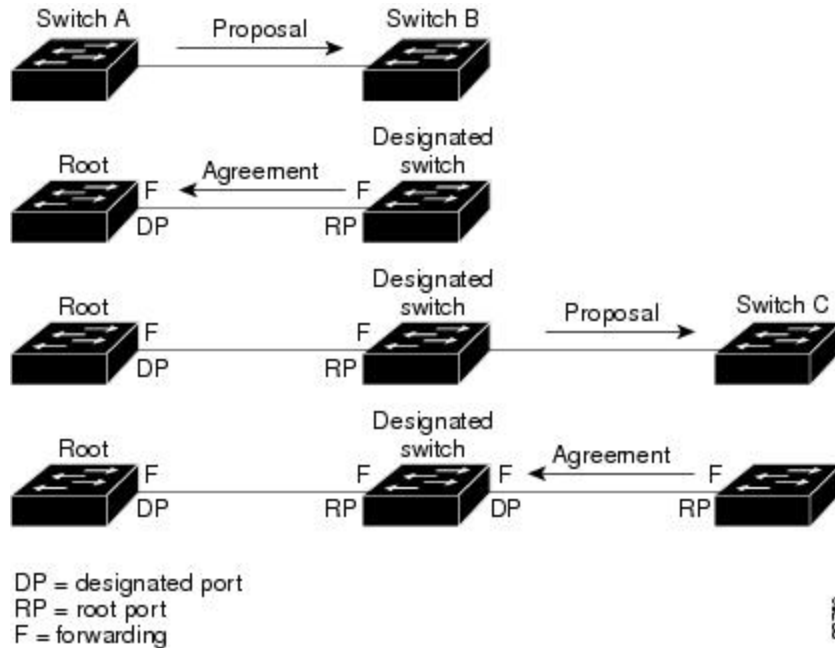 Switch A
Proposal
Switch B
Root
F
DP
Agreement
Designated
switch
F
RP
Root
F
DP
Designated
switch
F
RP
Proposal
Switch C
Root
F
DP
Designated
switch
F
RP
F
DP
Agreement
F
RP
DP = designated port
RP = root port
F = forwarding